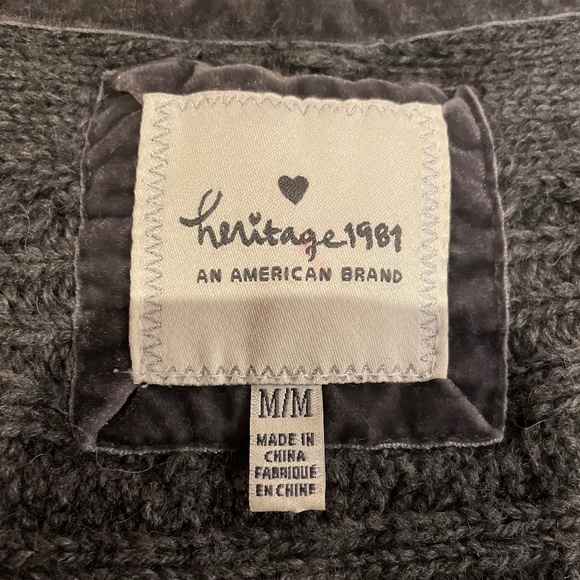 heritage1981
AN AMERICAN BRAND
M/M
MADE IN
CHINA
FABRIQUÉ
EN CHINE